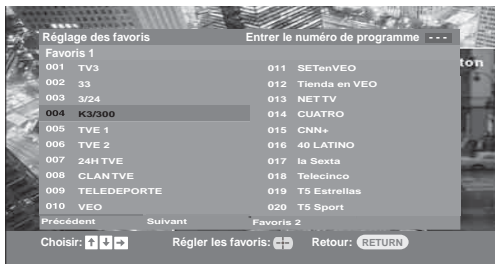 Réglage des favoris Entrer le numéro de programme ---
Favoris 1
001 TV3
002 33
003 3/24
004 K3/300
005 TVE 1
006 TVE 2
007 24H TVE
008 CLAN TVE
009 TELEDEPORTE
010 VEO
011 SETenVEO
012 Tienda en VEO
013 NET TV
014 CUATRO
015 CNN+
016 40 LATINO
017 la Sexta
018 Telecinco
019 T5 Estrellas
020 T5 Sport
Précédent Suivant Favoris 2
Choisir: ↑ ↓ → Régler les favoris: Retour: RETURN
ton